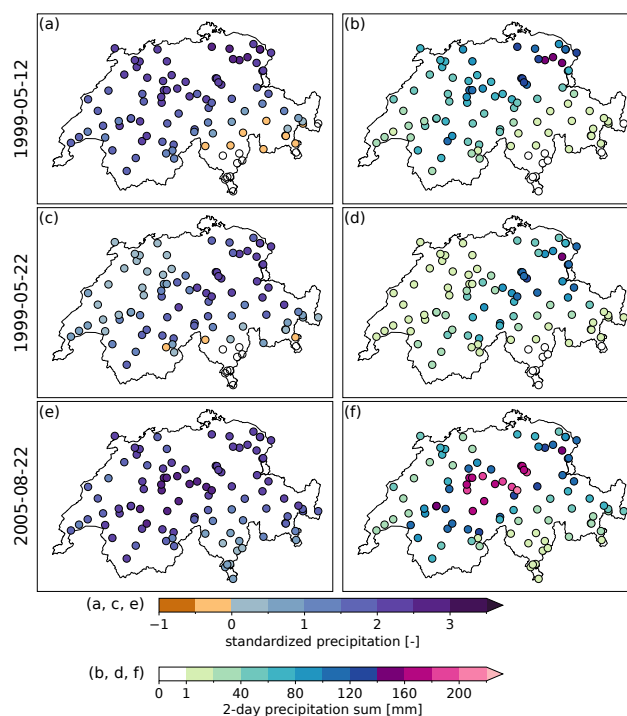 (a)
(b)
1999-05-12
(c)
(d)
1999-05-22
(e)
(f)
2005-08-22
(a, c, e)
−1 0 1 2 3
standardized precipitation [-]
(b, d, f)
0 1 40 80 120 160 200
2-day precipitation sum [mm]